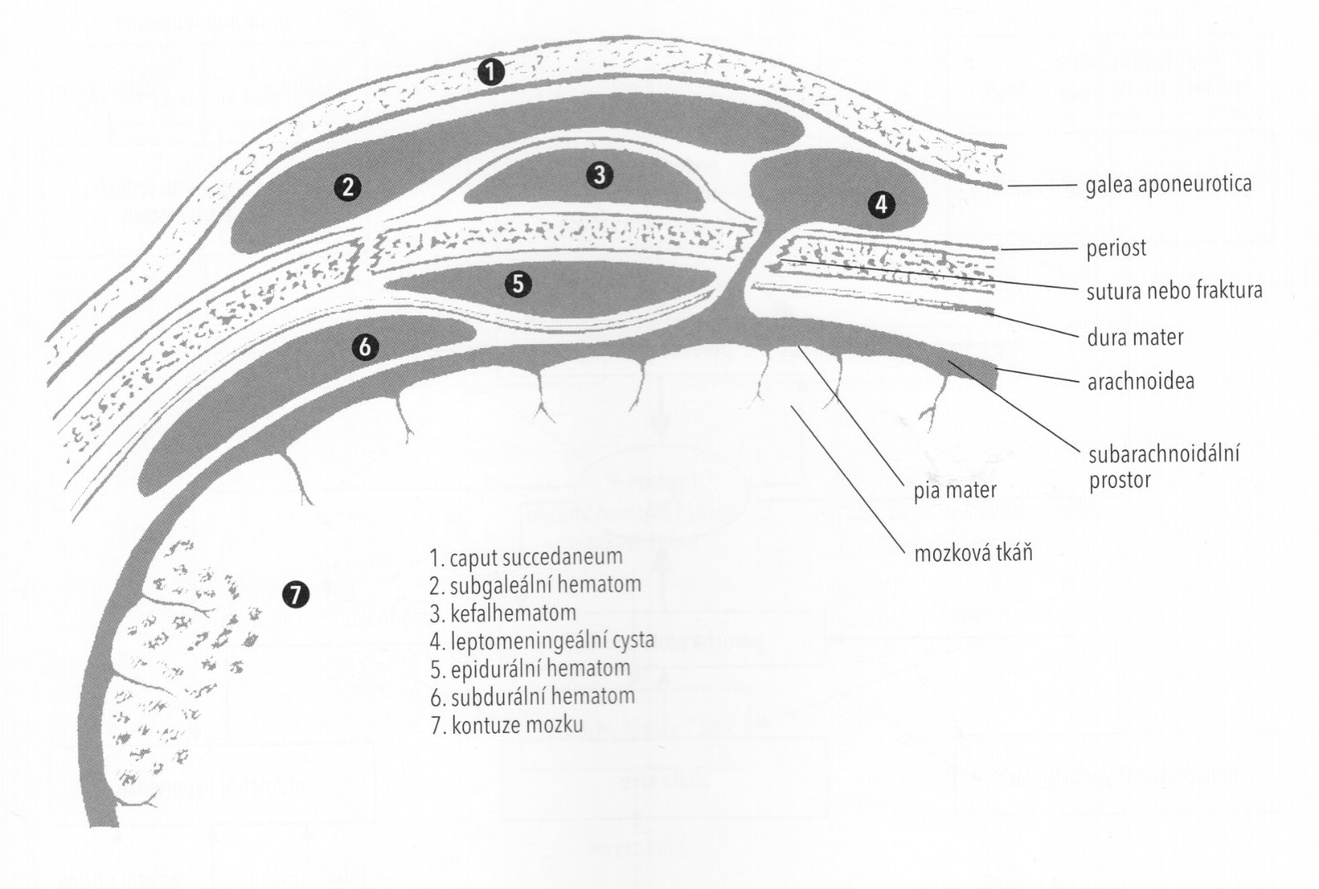 1
2
3
4
5
6
7
galea aponeurotica
periost
sutura nebo fraktura
dura mater
arachnoidea
subarachnoidální
prostor
pia mater
mozková tkáň
1. caput succedaneum
2. subgaleální hematom
3. kefalhematom
4. leptomeningeální cysta
5. epidurální hematom
6. subdurální hematom
7. kontuze mozku